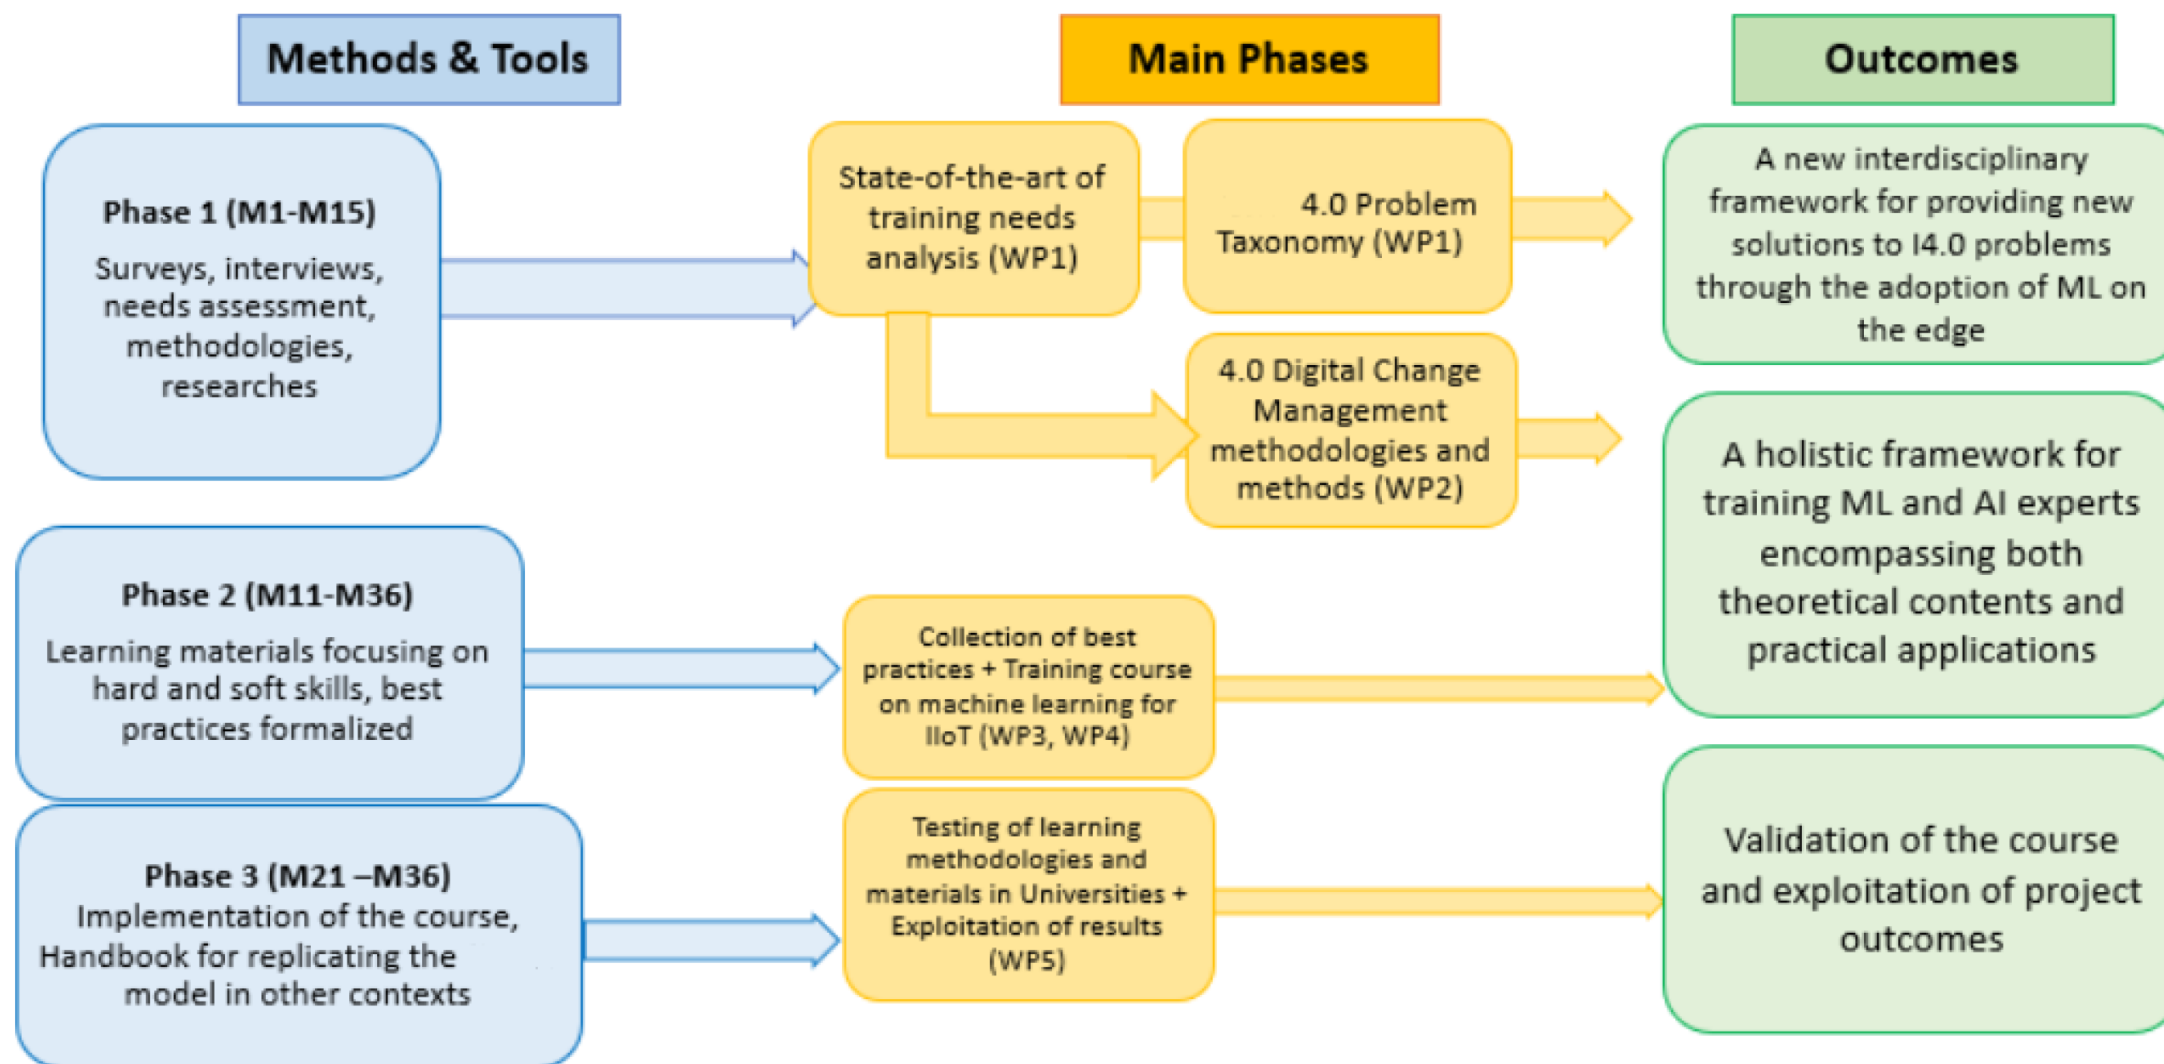 Methods & Tools
Main Phases
Outcomes
Phase 1 (M1-M15)
Surveys, interviews,
needs assessment,
methodologies,
researches
State-of-the-art of
training needs
analysis (WP1)
4.0 Problem
Taxonomy (WP1)
A new interdisciplinary
framework for providing new
solutions to I4.0 problems
through the adoption of ML on
the edge
4.0 Digital Change
Management
methodologies and
methods (WP2)
A holistic framework for
training ML and AI experts
encompassing both
theoretical contents and
practical applications
Phase 2 (M11-M36)
Learning materials focusing on
hard and soft skills, best
practices formalized
Collection of best
practices + Training course
on machine learning for
IIoT (WP3, WP4)
Phase 3 (M21 –M36)
Implementation of the course,
Handbook for replicating the
model in other contexts
Testing of learning
methodologies and
materials in Universities +
Exploitation of results
(WP5)
Validation of the course
and exploitation of project
outcomes